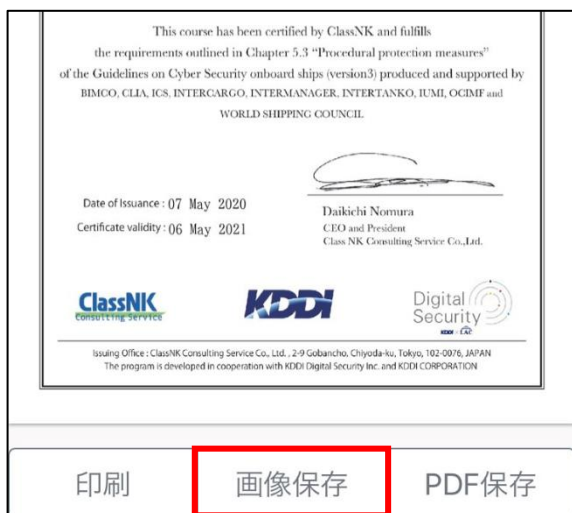 This course has been certified by ClassNK and fulfills
the requirements outlined in Chapter 5.3 “Procedural protection measures”
of the Guidelines on Cyber Security onboard ships (version3) produced and supported by
BIMCO, CLIA, ICS, INTERCARGO, INTERMANAGER, INTERTANKO, IUMI, OCIMF and
WORLD SHIPPING COUNCIL
Date of Issuance : 07 May 2020
Certificate validity : 06 May 2021
Daikichi Nomura
CEO and President
Class NK Consulting Service Co.,Ltd.
ClassNK
Consulting Service
KDDI
Digital
Security
KDDI × LAC
Issuing Office : ClassNK Consulting Service Co., Ltd. , 2-9 Gobancho, Chiyoda-ku, Tokyo, 102-0076, JAPAN
The program is developed in cooperation with KDDI Digital Security Inc. and KDDI CORPORATION
印刷 画像保存 PDF保存